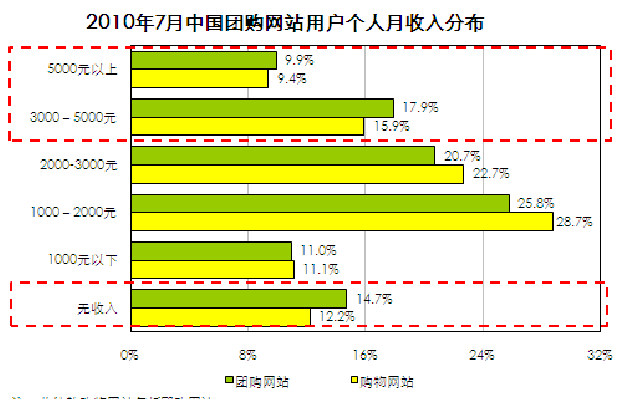 2010年7月中国团购网站用户个人月收入分布
5000元以上
9.9%
9.4%
3000 – 5000元
17.9%
15.9%
2000-3000元
20.7%
22.7%
1000 – 2000元
25.8%
28.7%
1000元以下
11.0%
11.1%
无收入
14.7%
12.2%
0% 8% 16% 24% 32%
团购网站 购物网站